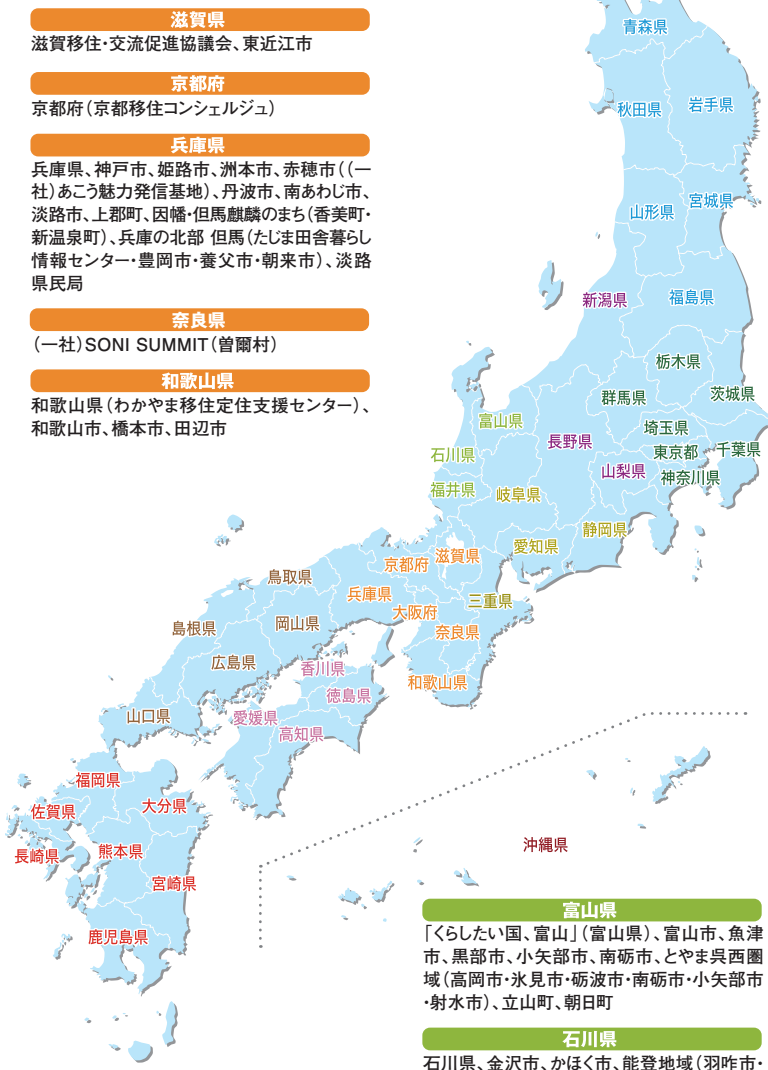 滋賀県
滋賀移住・交流促進協議会、東近江市
京都府
京都府（京都移住コンシェルジュ）
兵庫県
兵庫県、神戸市、姫路市、洲本市、赤穂市（（一
社）あこう魅力発信基地）、丹波市、南あわじ市、
淡路市、上郡町、因幡・但馬麒麟のまち（香美町・
新温泉町）、兵庫の北部 但馬（たじま田舎暮らし
情報センター・豊岡市・養父市・朝来市）、淡路
県民局
奈良県
（一社）SONI SUMMIT（曽爾村）
和歌山県
和歌山県（わかやま移住定住支援センター）、
和歌山市、橋本市、田辺市
青森県
秋田県
岩手県
山形県
宮城県
新潟県
福島県
栃木県
群馬県
茨城県
富山県
埼玉県
長野県
石川県
東京都
千葉県
山梨県
神奈川県
福井県
岐阜県
静岡県
愛知県
滋賀県
京都府
鳥取県
兵庫県
三重県
大阪府
島根県
岡山県
奈良県
広島県
香川県
和歌山県
徳島県
山口県
愛媛県
高知県
福岡県
大分県
佐賀県
長崎県
熊本県
沖縄県
宮崎県
鹿児島県
富山県
「くらしたい国、富山」（富山県）、富山市、魚津
市、黒部市、小矢部市、南砺市、とやま呉西圏
域（高岡市・氷見市・砺波市・南砺市・小矢部市
・射水市）、立山町、朝日町
石川県
石川県、金沢市、かほく市、能登地域（羽咋市・